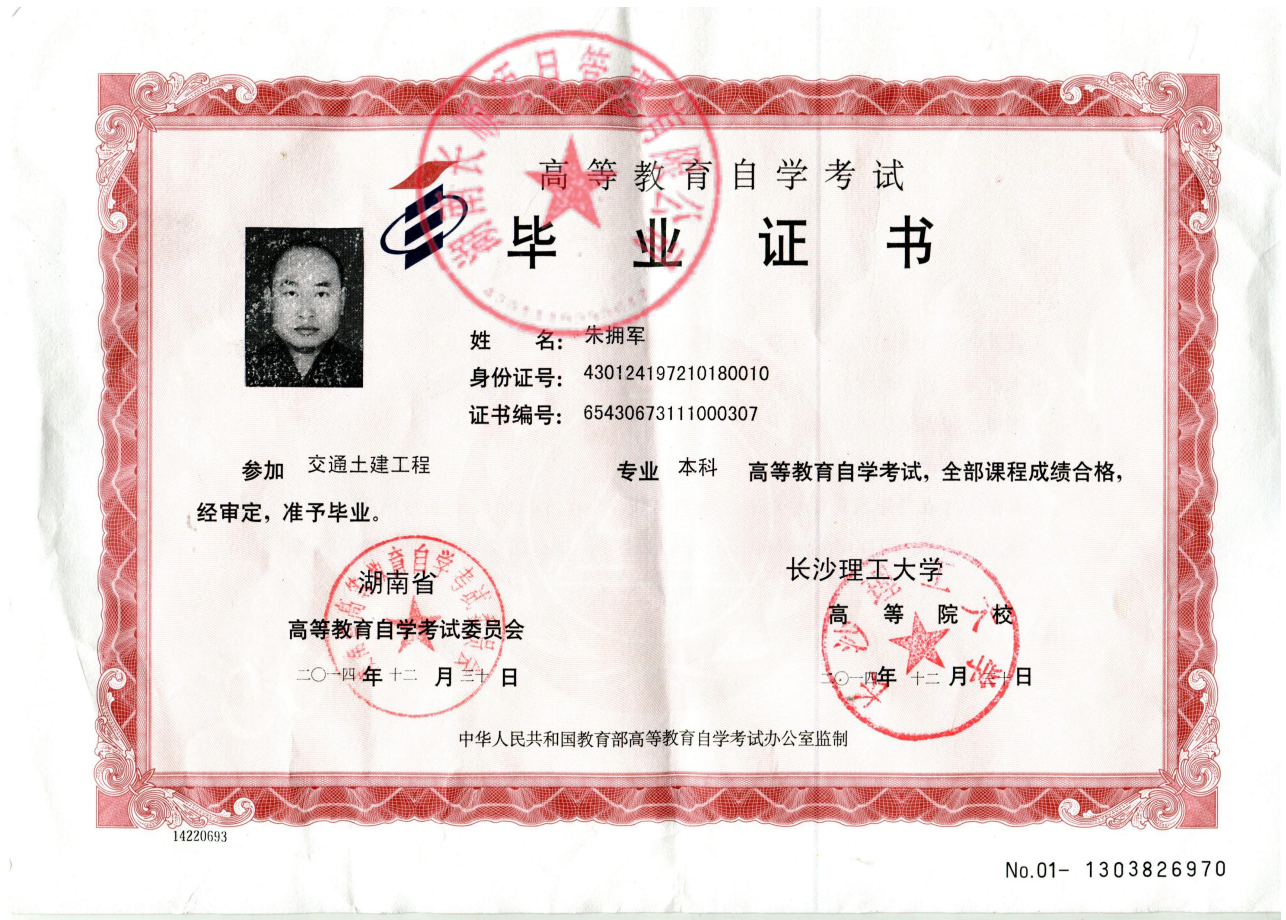 高等教育自学考试
毕业证书
姓 名: 朱拥军
身份证号: 430124197210180010
证书编号: 65430673111000307
参加 交通土建工程 专业 本科 高等教育自学考试,全部课程成绩合格,
经审定,准予毕业。
湖南省
高等教育自学考试委员会
二〇一四年十二月三十日
长沙理工大学
高等院校
二〇一四年十二月三十日
中华人民共和国教育部高等教育自学考试办公室监制
14220693
No.01- 1303826970